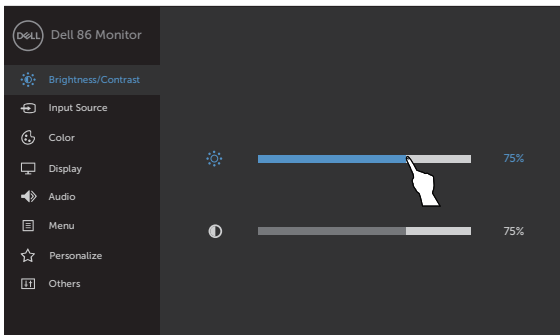 DELL
Dell 86 Monitor
Brightness/Contrast
Input Source
Color
75%
Display
Audio
Menu
75%
Personalize
Others